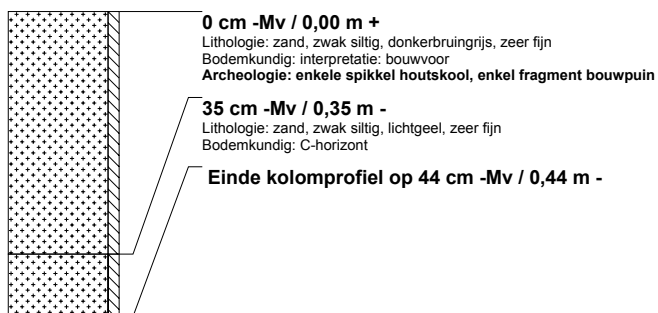 0 cm -Mv / 0,00 m +
Lithologie: zand, zwak siltig, donkerbruingrijs, zeer fijn
Bodemkundig: interpretatie: bouwvoor
Archeologie: enkele spikkel houtskool, enkel fragment bouwpuin
35 cm -Mv / 0,35 m -
Lithologie: zand, zwak siltig, lichtgeel, zeer fijn
Bodemkundig: C-horizont
Einde kolomprofiel op 44 cm -Mv / 0,44 m -